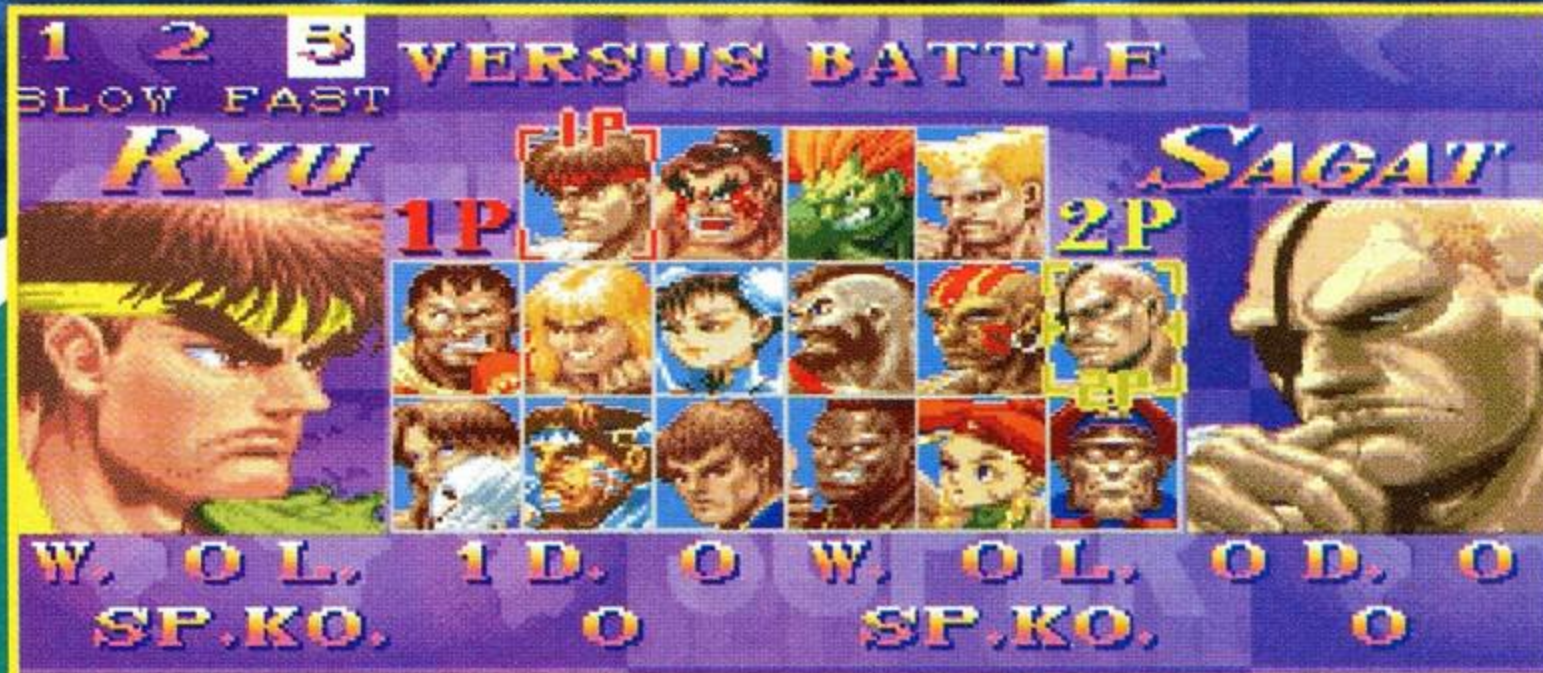 1 2 3
SLOW FAST
VERSUS BATTLE
RYU
1P
1P
2P
SAGAT
2P
W. 0 L. 1 D. 0 W. 0 L. 0 D. 0
SP.KO. 0 SP.KO. 0